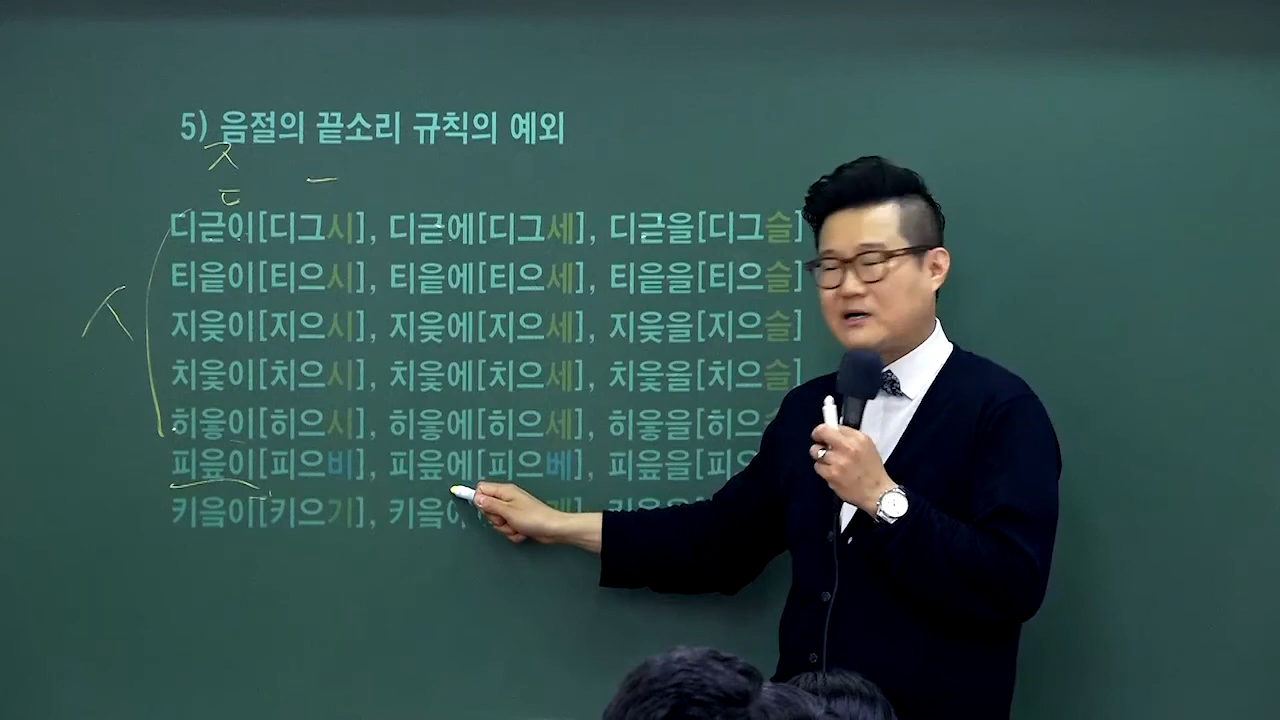 5) 음절의 끝소리 규칙의 예외
ㅈ
ㄷ
디귿이[디그시], 디귿에[디그세], 디귿을[디그슬]
티읕이[티으시], 티읕에[티으세], 티읕을[티으슬]
ㅅ
지읒이[지으시], 지읒에[지으세], 지읒을[지으슬]
치읓이[치으시], 치읓에[치으세], 치읓을[치으슬]
히읗이[히으시], 히읗에[히으세], 히읗을[히으
피읖이[피으비], 피읖에[피으베], 피읖을[피으
키읔이[키으기],